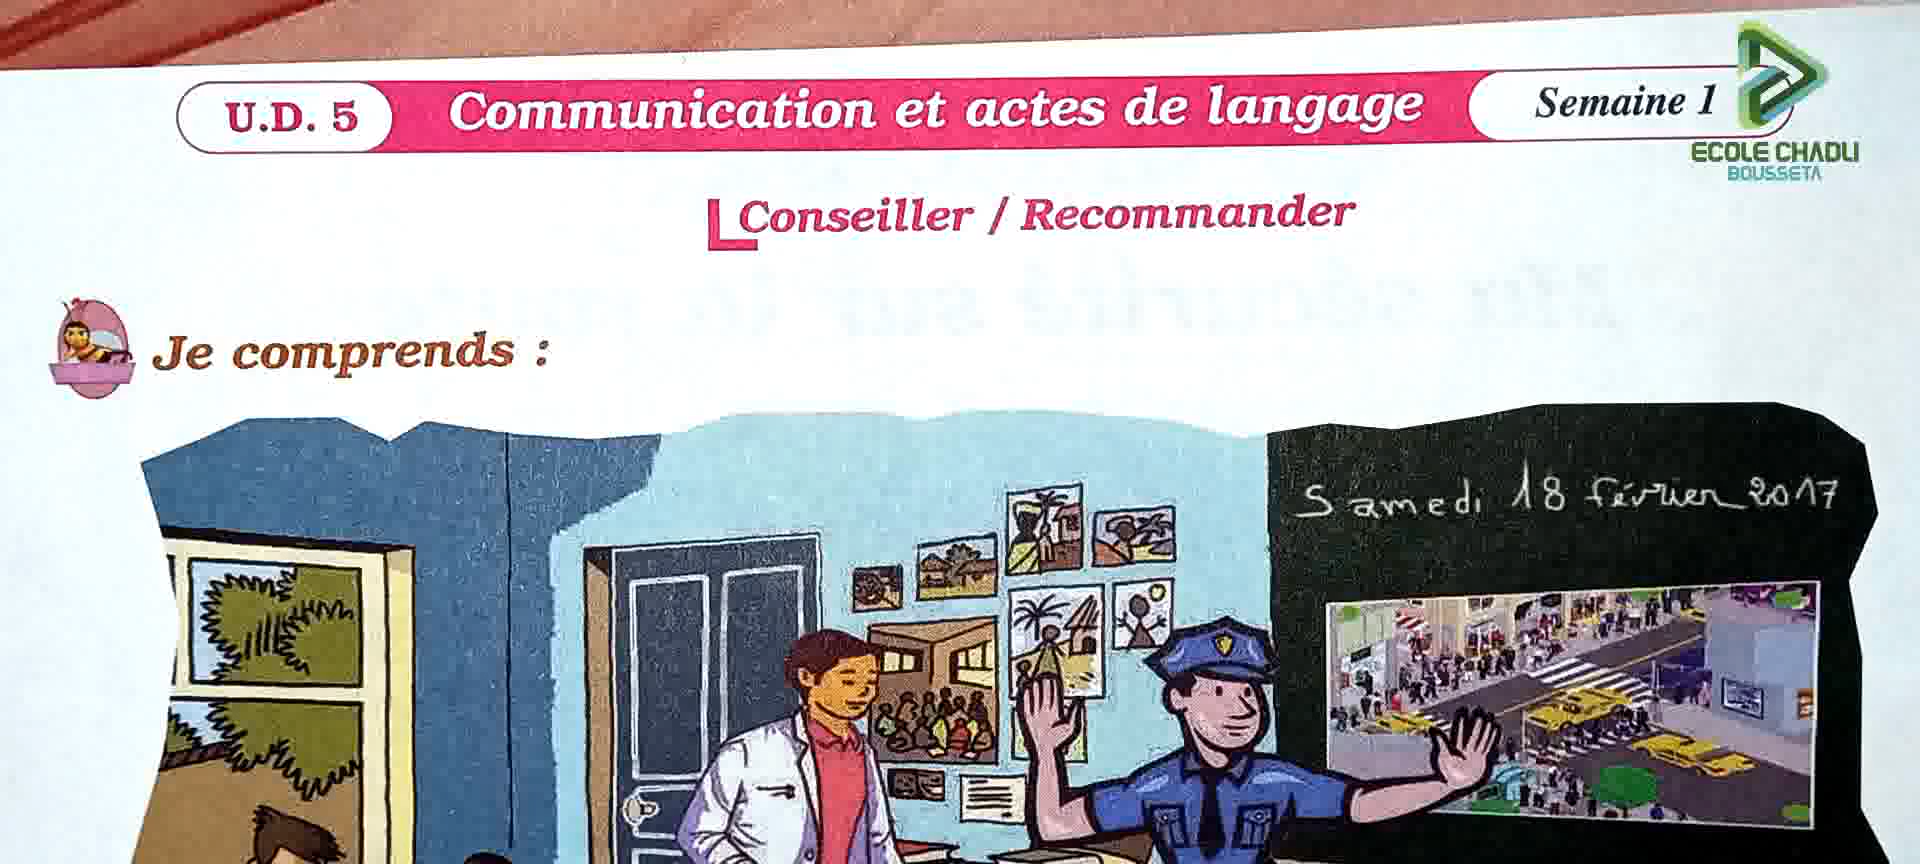 U.D. 5
Communication et actes de langage
Semaine 1
ECOLE CHADLI
BOUSSETA
Conseiller / Recommander
Je comprends :
Samedi 18 février 2017